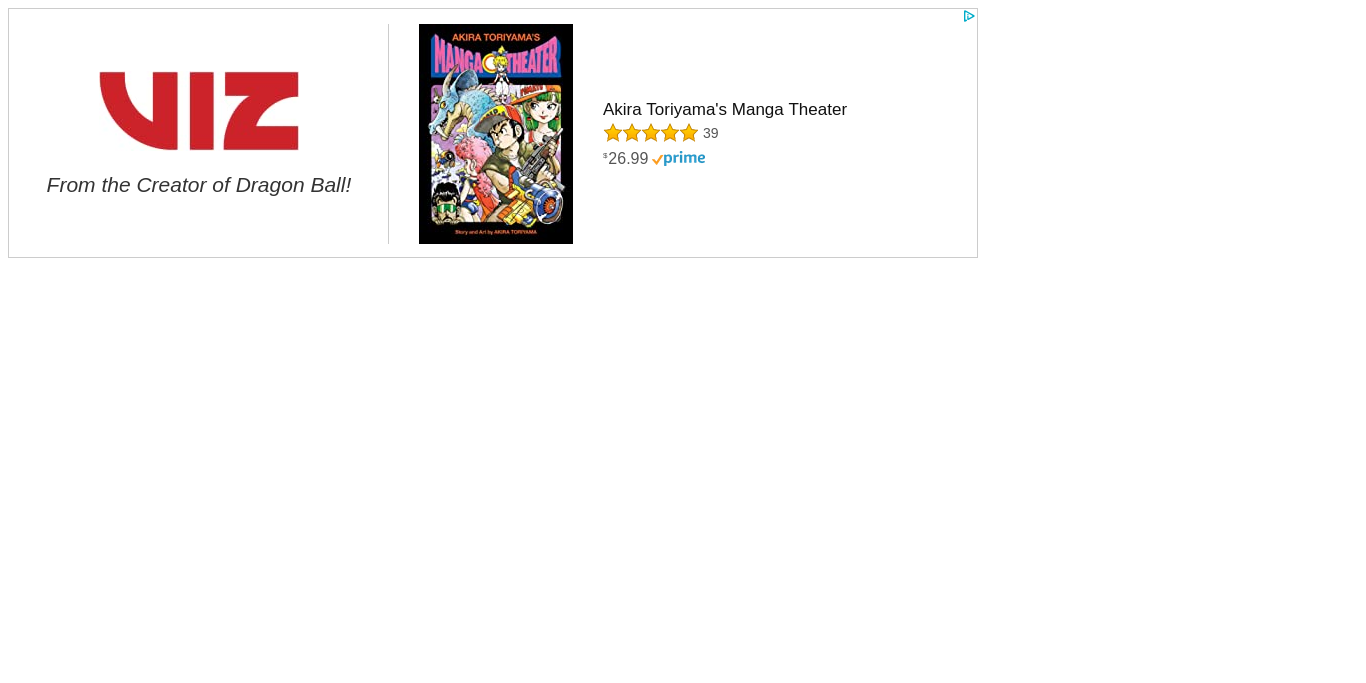 VIZ
From the Creator of Dragon Ball!
AKIRA TORIYAMA'S
MANGA THEATER
Story and Art by AKIRA TORIYAMA
Akira Toriyama's Manga Theater
39
$26.99 prime